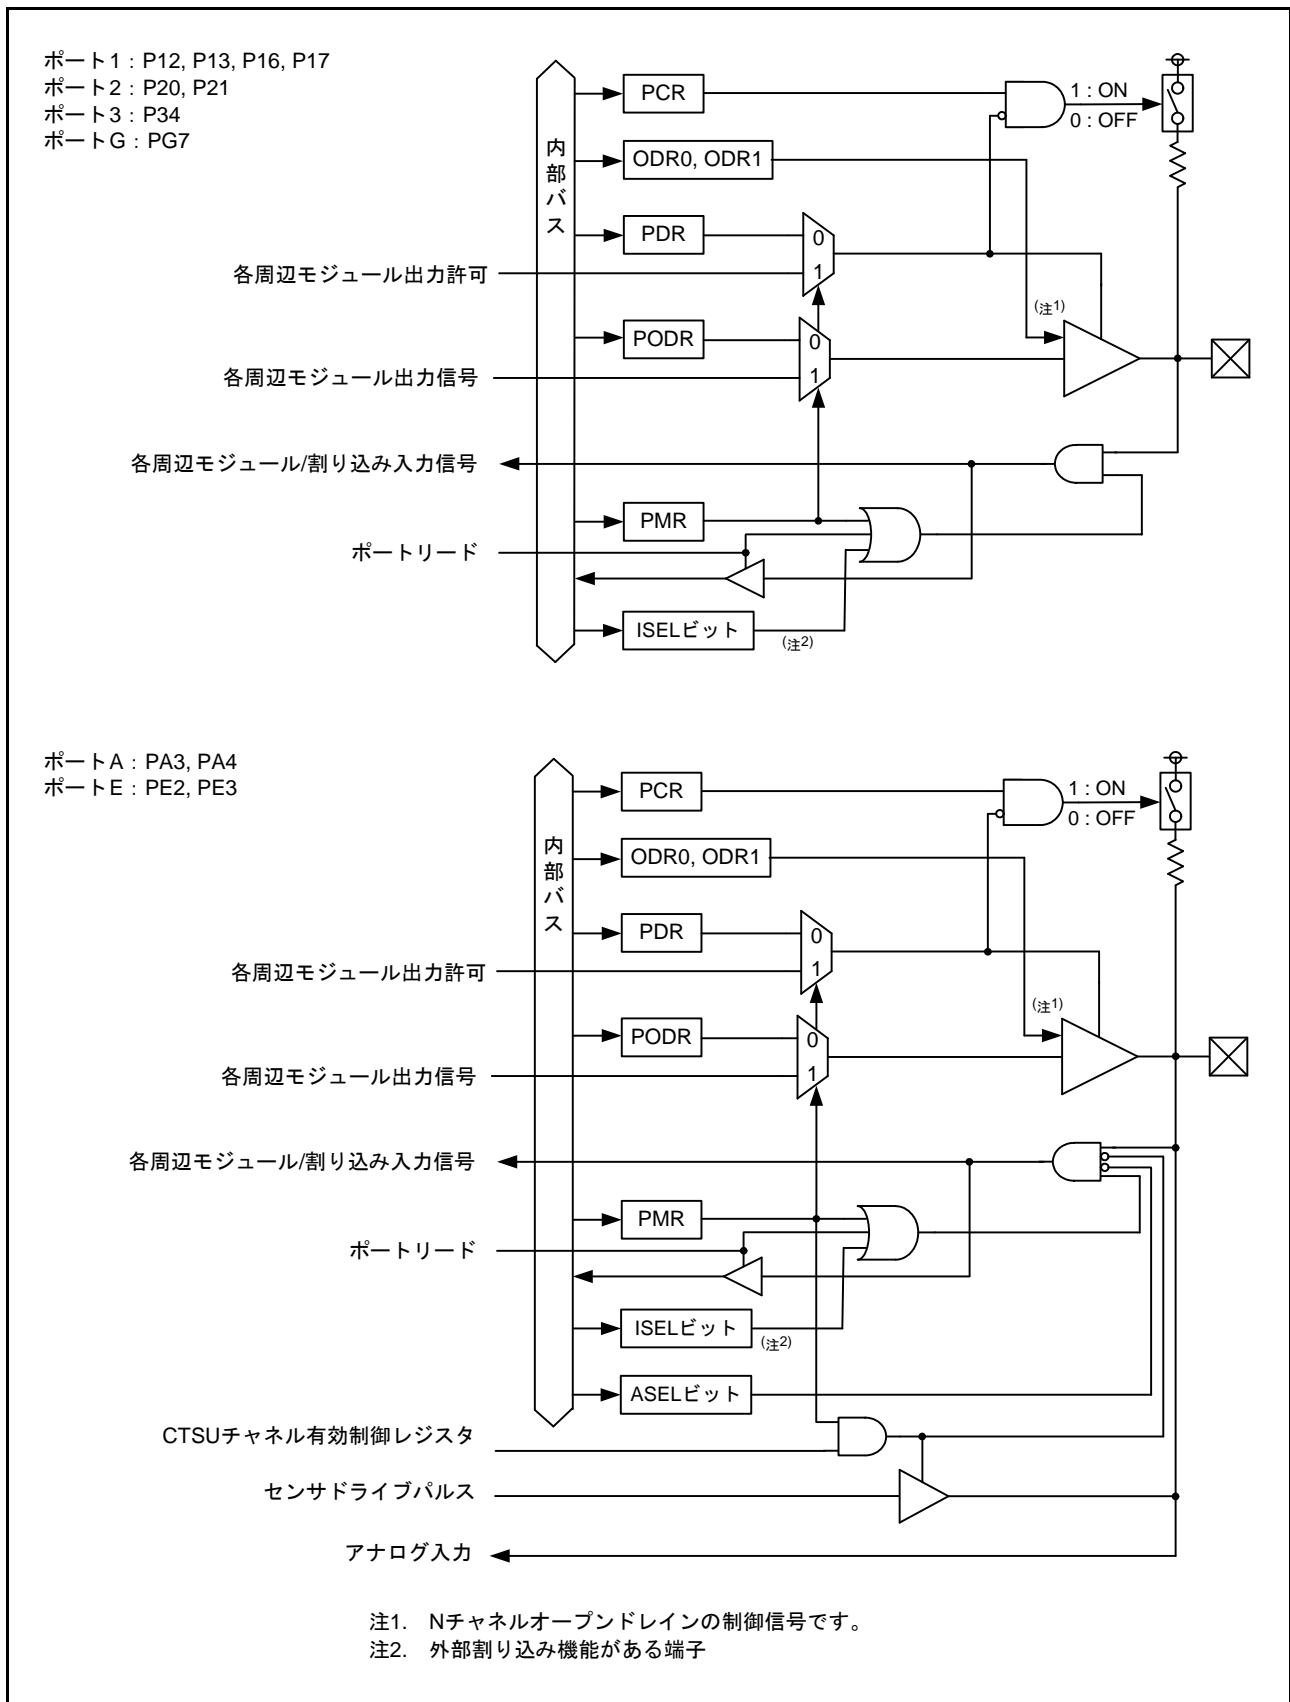 ポート1 : P12, P13, P16, P17
ポート2 : P20, P21
ポート3 : P34
ポートG : PG7
内部バス
PCR
1 : ON
0 : OFF
ODR0, ODR1
PDR
0
1
各周辺モジュール出力許可
(注1)
PODR
0
1
各周辺モジュール出力信号
各周辺モジュール/割り込み入力信号
PMR
ポートリード
ISELビット
(注2)
ポートA : PA3, PA4
ポートE : PE2, PE3
内部バス
PCR
1 : ON
0 : OFF
ODR0, ODR1
PDR
0
1
各周辺モジュール出力許可
(注1)
PODR
0
1
各周辺モジュール出力信号
各周辺モジュール/割り込み入力信号
PMR
ポートリード
ISELビット
(注2)
ASELビット
CTSUチャネル有効制御レジスタ
センサドライブパルス
アナログ入力
注1. Nチャネルオープンドレインの制御信号です。
注2. 外部割り込み機能がある端子